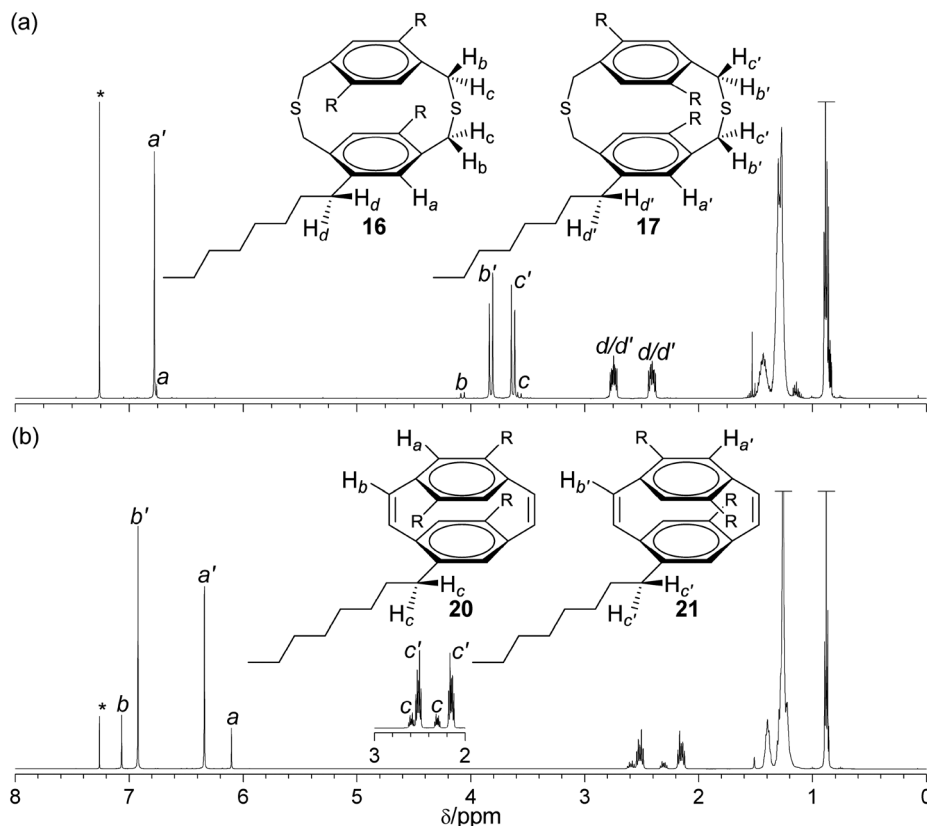 (a)
R
R
H_b
H_c
S
S
R
R
H_c
H_b
H_d
H_d
H_a
16
R
H_c'
H_b'
S
S
R
R
H_c'
H_b'
H_d'
H_d'
H_a'
17
*
a'
a
b
b'
c'
c
d/d'
d/d'
(b)
H_a
R
H_b
R
R
H_c
H_c
20
R
H_a'
H_b'
R
R
H_c'
H_c'
21
*
b
b'
a'
a
c
c'
c
c'
3
2
8
7
6
5
4
3
2
1
0
δ/ppm